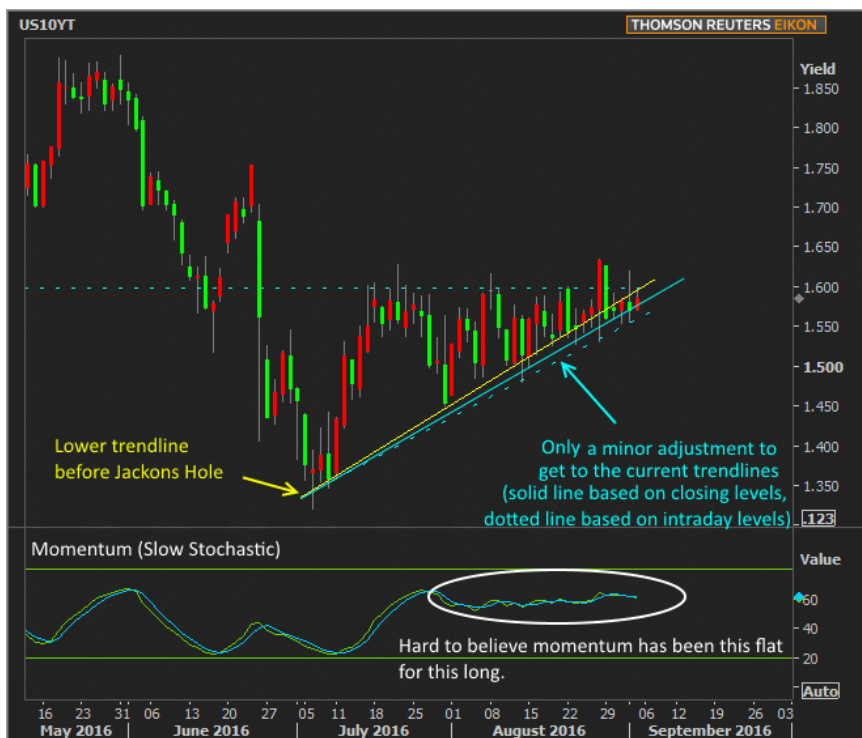 US10YT
THOMSON REUTERS EIKON
Yield
1.850
1.800
1.750
1.700
1.650
1.600
1.550
1.500
1.450
1.400
1.350
.123
Lower trendline
before Jackons Hole
Only a minor adjustment to
get to the current trendlines
(solid line based on closing levels,
dotted line based on intraday levels)
Momentum (Slow Stochastic)
Value
60
40
20
Auto
Hard to believe momentum has been this flat
for this long.
16 23 31 06 13 20 27 05 11 18 25 01 08 15 22 29 06 12 19 26 03
May 2016 June 2016 July 2016 August 2016 September 2016